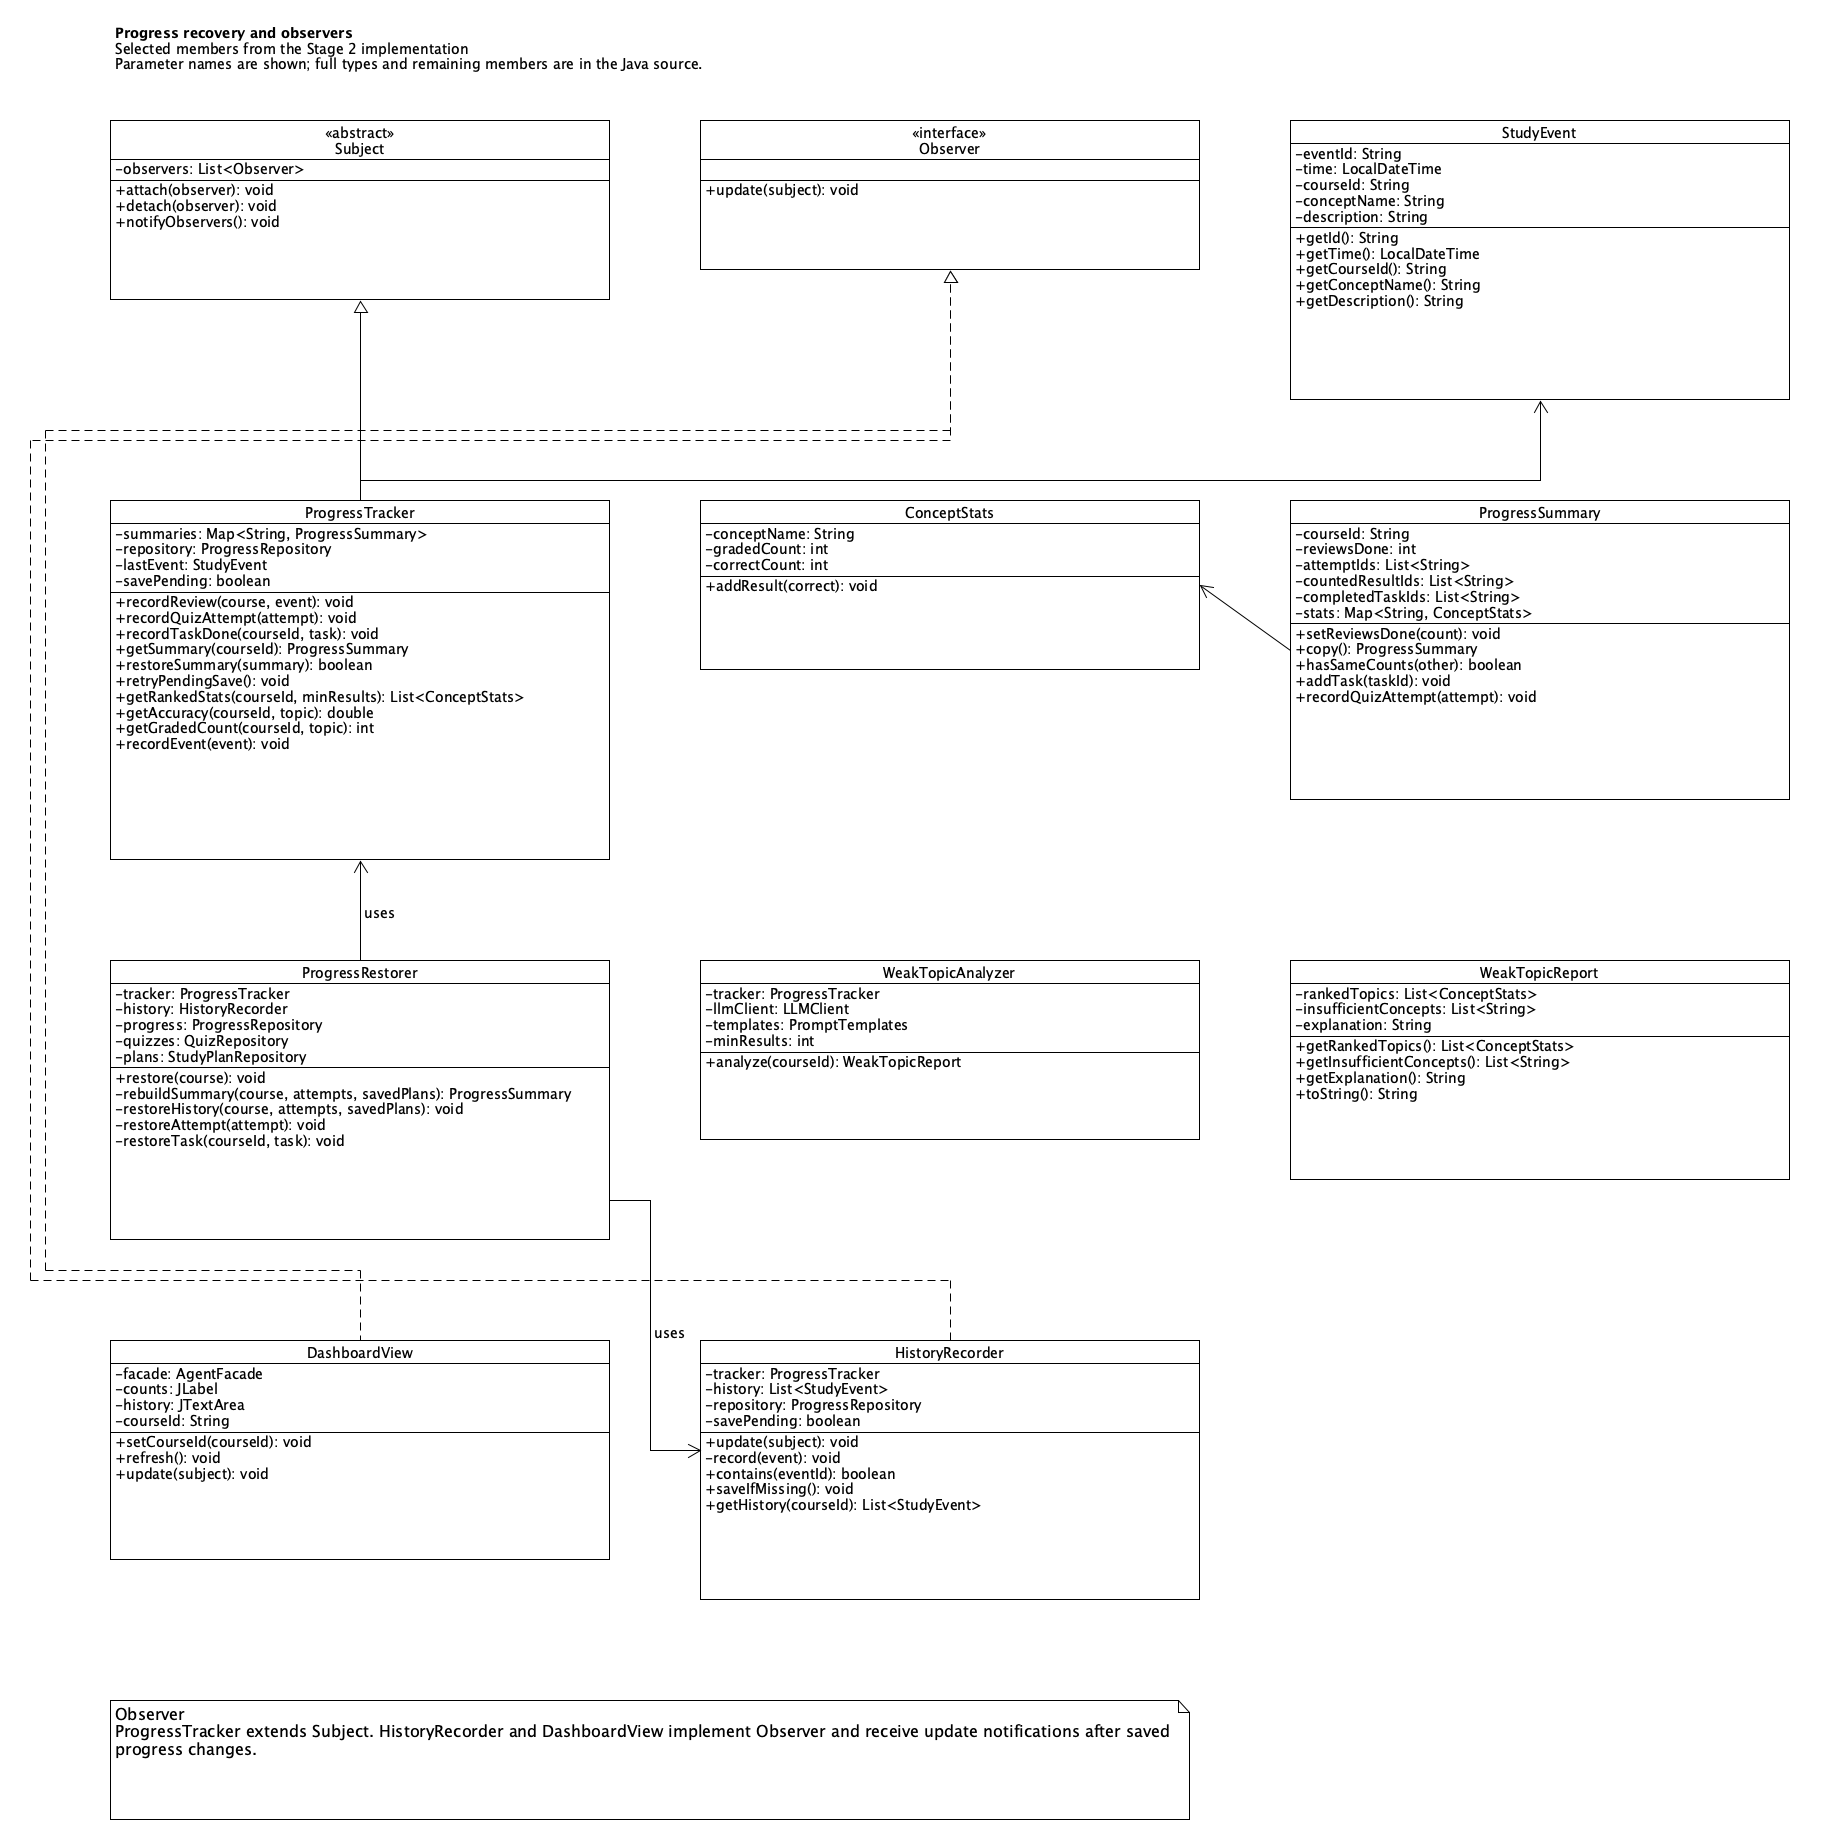 Progress recovery and observers
Selected members from the Stage 2 implementation
Parameter names are shown; full types and remaining members are in the Java source.
«abstract»
Subject
-observers: List<Observer>
+attach(observer): void
+detach(observer): void
+notifyObservers(): void
«interface»
Observer
+update(subject): void
StudyEvent
-eventId: String
-time: LocalDateTime
-courseId: String
-conceptName: String
-description: String
+getId(): String
+getTime(): LocalDateTime
+getCourseId(): String
+getConceptName(): String
+getDescription(): String
ProgressTracker
-summaries: Map<String, ProgressSummary>
-repository: ProgressRepository
-lastEvent: StudyEvent
-savePending: boolean
+recordReview(course, event): void
+recordQuizAttempt(attempt): void
+recordTaskDone(courseId, task): void
+getSummary(courseId): ProgressSummary
+restoreSummary(summary): boolean
+retryPendingSave(): void
+getRankedStats(courseId, minResults): List<ConceptStats>
+getAccuracy(courseId, topic): double
+getGradedCount(courseId, topic): int
+recordEvent(event): void
ConceptStats
-conceptName: String
-gradedCount: int
-correctCount: int
+addResult(correct): void
ProgressSummary
-courseId: String
-reviewsDone: int
-attemptIds: List<String>
-countedResultIds: List<String>
-completedTaskIds: List<String>
-stats: Map<String, ConceptStats>
+setReviewsDone(count): void
+copy(): ProgressSummary
+hasSameCounts(other): boolean
+addTask(taskId): void
+recordQuizAttempt(attempt): void
uses
ProgressRestorer
-tracker: ProgressTracker
-history: HistoryRecorder
-progress: ProgressRepository
-quizzes: QuizRepository
-plans: StudyPlanRepository
+restore(course): void
-rebuildSummary(course, attempts, savedPlans): ProgressSummary
-restoreHistory(course, attempts, savedPlans): void
-restoreAttempt(attempt): void
-restoreTask(courseId, task): void
WeakTopicAnalyzer
-tracker: ProgressTracker
-llmClient: LLMClient
-templates: PromptTemplates
-minResults: int
+analyze(courseId): WeakTopicReport
WeakTopicReport
-rankedTopics: List<ConceptStats>
-insufficientConcepts: List<String>
-explanation: String
+getRankedTopics(): List<ConceptStats>
+getInsufficientConcepts(): List<String>
+getExplanation(): String
+toString(): String
uses
DashboardView
-facade: AgentFacade
-counts: JLabel
-history: JTextArea
-courseId: String
+setCourseId(courseId): void
+refresh(): void
+update(subject): void
HistoryRecorder
-tracker: ProgressTracker
-history: List<StudyEvent>
-repository: ProgressRepository
-savePending: boolean
+update(subject): void
-record(event): void
+contains(eventId): boolean
+saveIfMissing(): void
+getHistory(courseId): List<StudyEvent>
Observer
ProgressTracker extends Subject. HistoryRecorder and DashboardView implement Observer and receive update notifications after saved
progress changes.